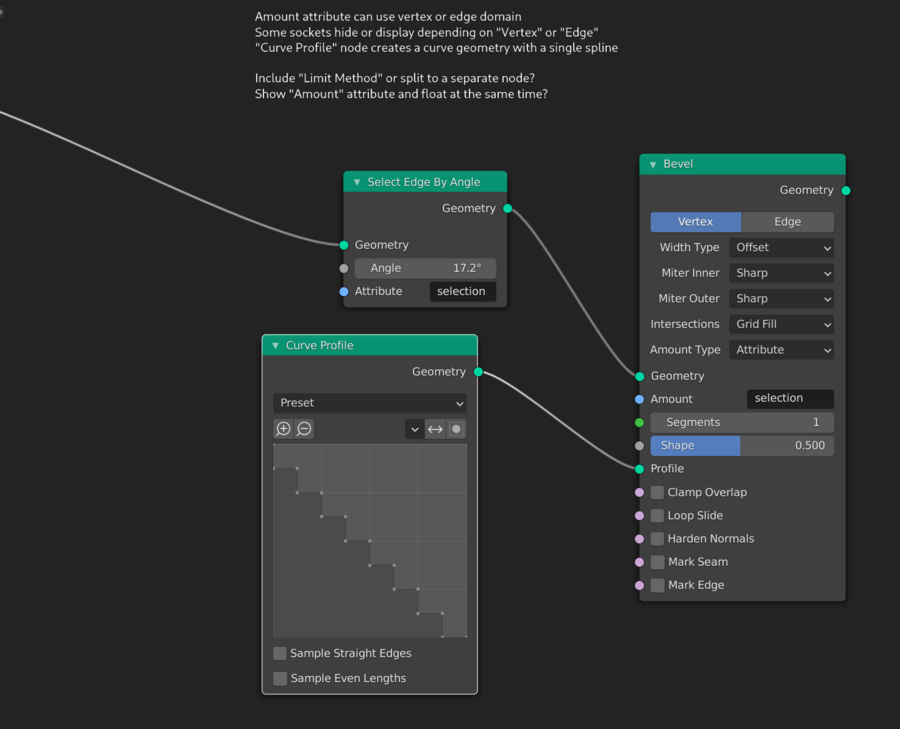 Amount attribute can use vertex or edge domain
Some sockets hide or display depending on "Vertex" or "Edge"
"Curve Profile" node creates a curve geometry with a single spline
Include "Limit Method" or split to a separate node?
Show "Amount" attribute and float at the same time?
Select Edge By Angle
Geometry
Geometry
Angle 17.2°
Attribute selection
Curve Profile
Geometry
Preset
Sample Straight Edges
Sample Even Lengths
Bevel
Geometry
Vertex Edge
Width Type Offset
Miter Inner Sharp
Miter Outer Sharp
Intersections Grid Fill
Amount Type Attribute
Geometry
Amount selection
Segments 1
Shape 0.500
Profile
Clamp Overlap
Loop Slide
Harden Normals
Mark Seam
Mark Edge